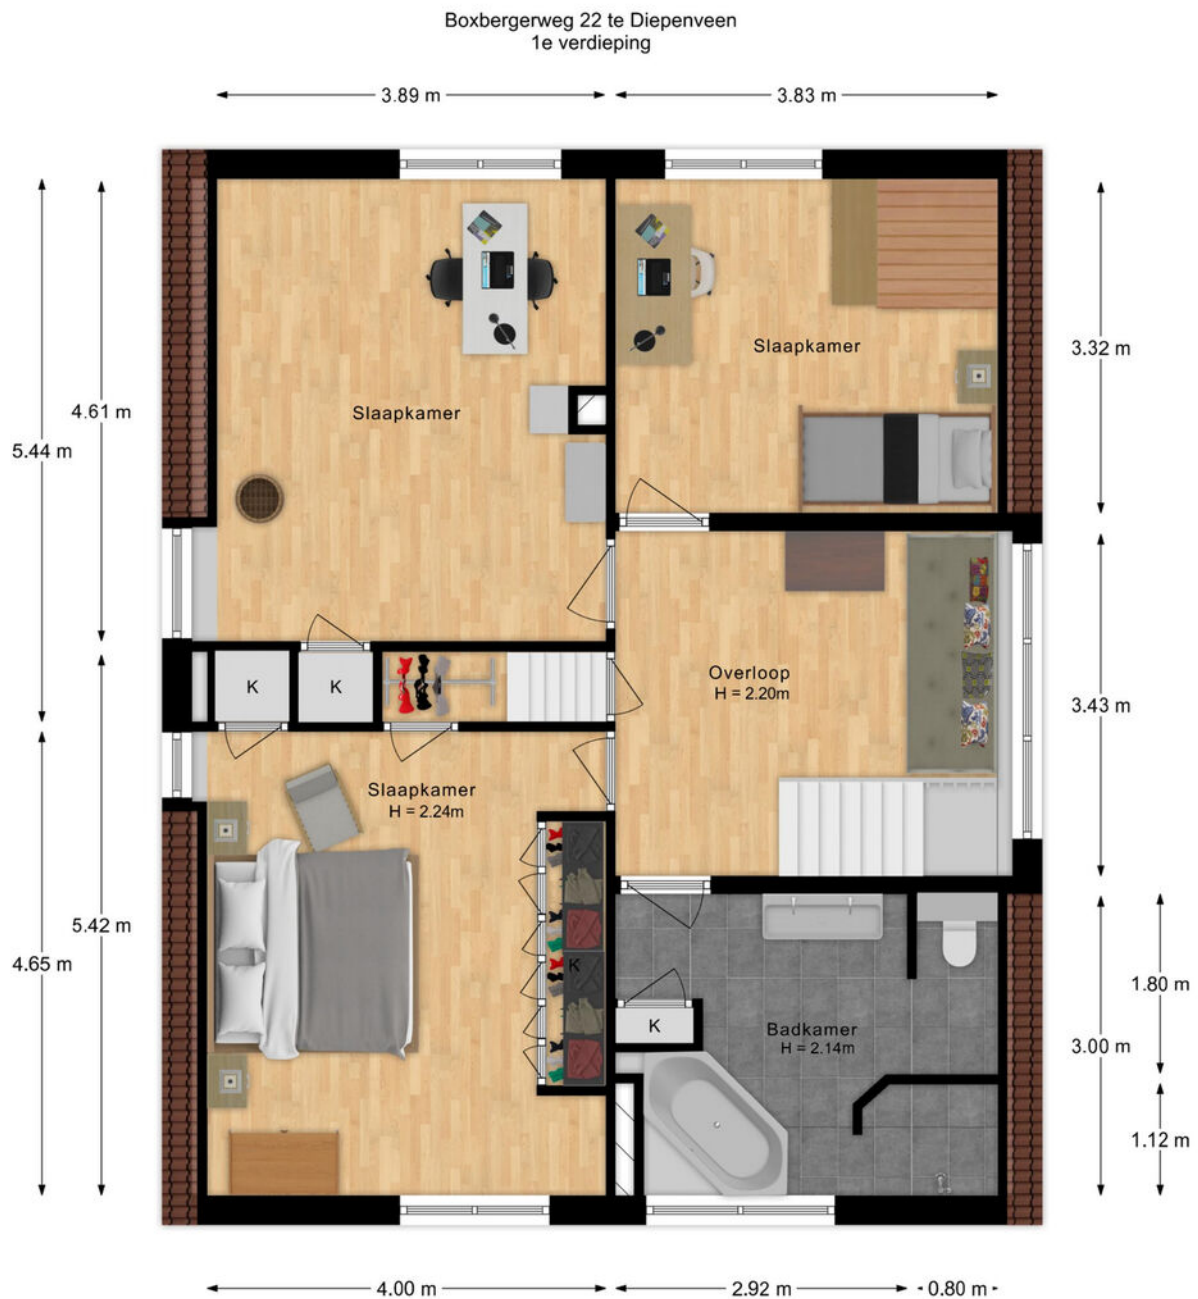 Boxbergerweg 22 te Diepenveen
1e verdieping
3.89 m
3.83 m
Slaapkamer
3.32 m
4.61 m
Slaapkamer
5.44 m
Overloop
H = 2.20m
K
K
3.43 m
Slaapkamer
H = 2.24m
5.42 m
4.65 m
K
1.80 m
K
Badkamer
H = 2.14m
3.00 m
1.12 m
4.00 m
2.92 m
0.80 m